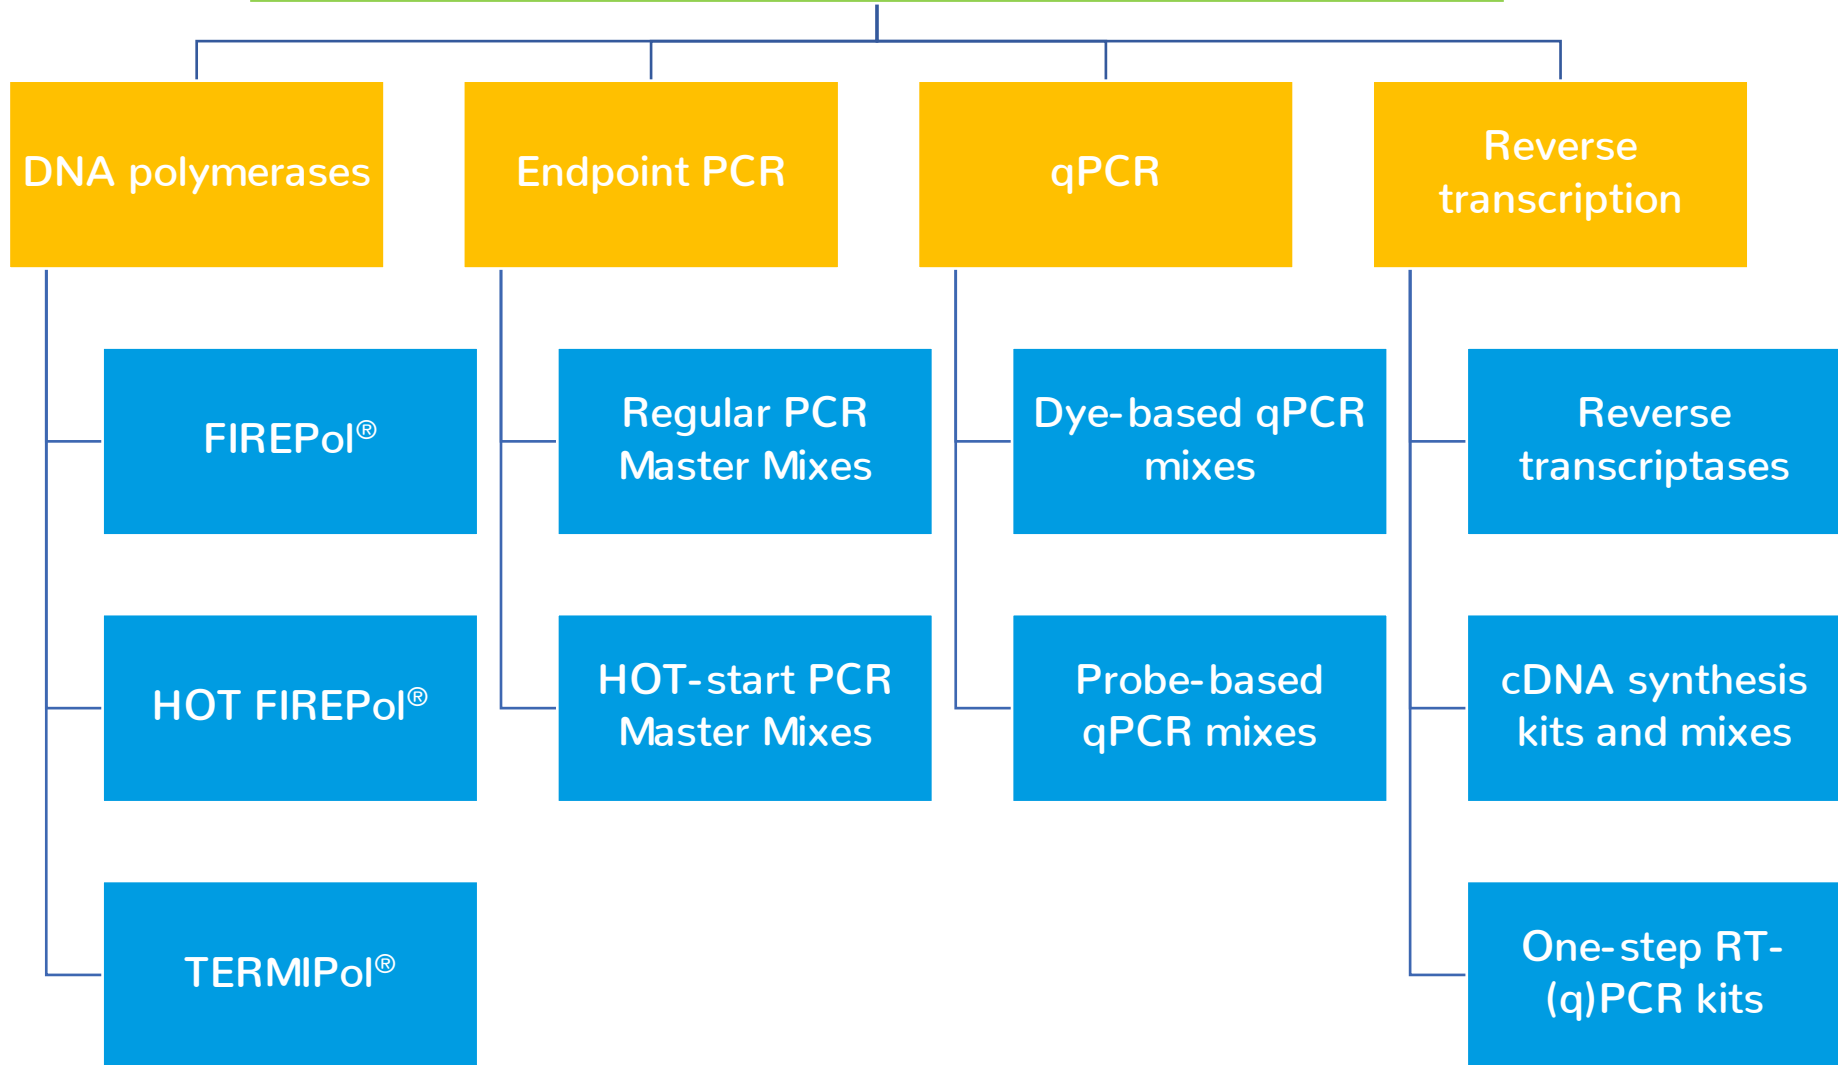 DNA polymerases
Endpoint PCR
qPCR
Reverse
transcription
FIREPol®
Regular PCR
Master Mixes
Dye-based qPCR
mixes
Reverse
transcriptases
HOT FIREPol®
HOT-start PCR
Master Mixes
Probe-based
qPCR mixes
cDNA synthesis
kits and mixes
TERMIPol®
One-step RT-
(q)PCR kits